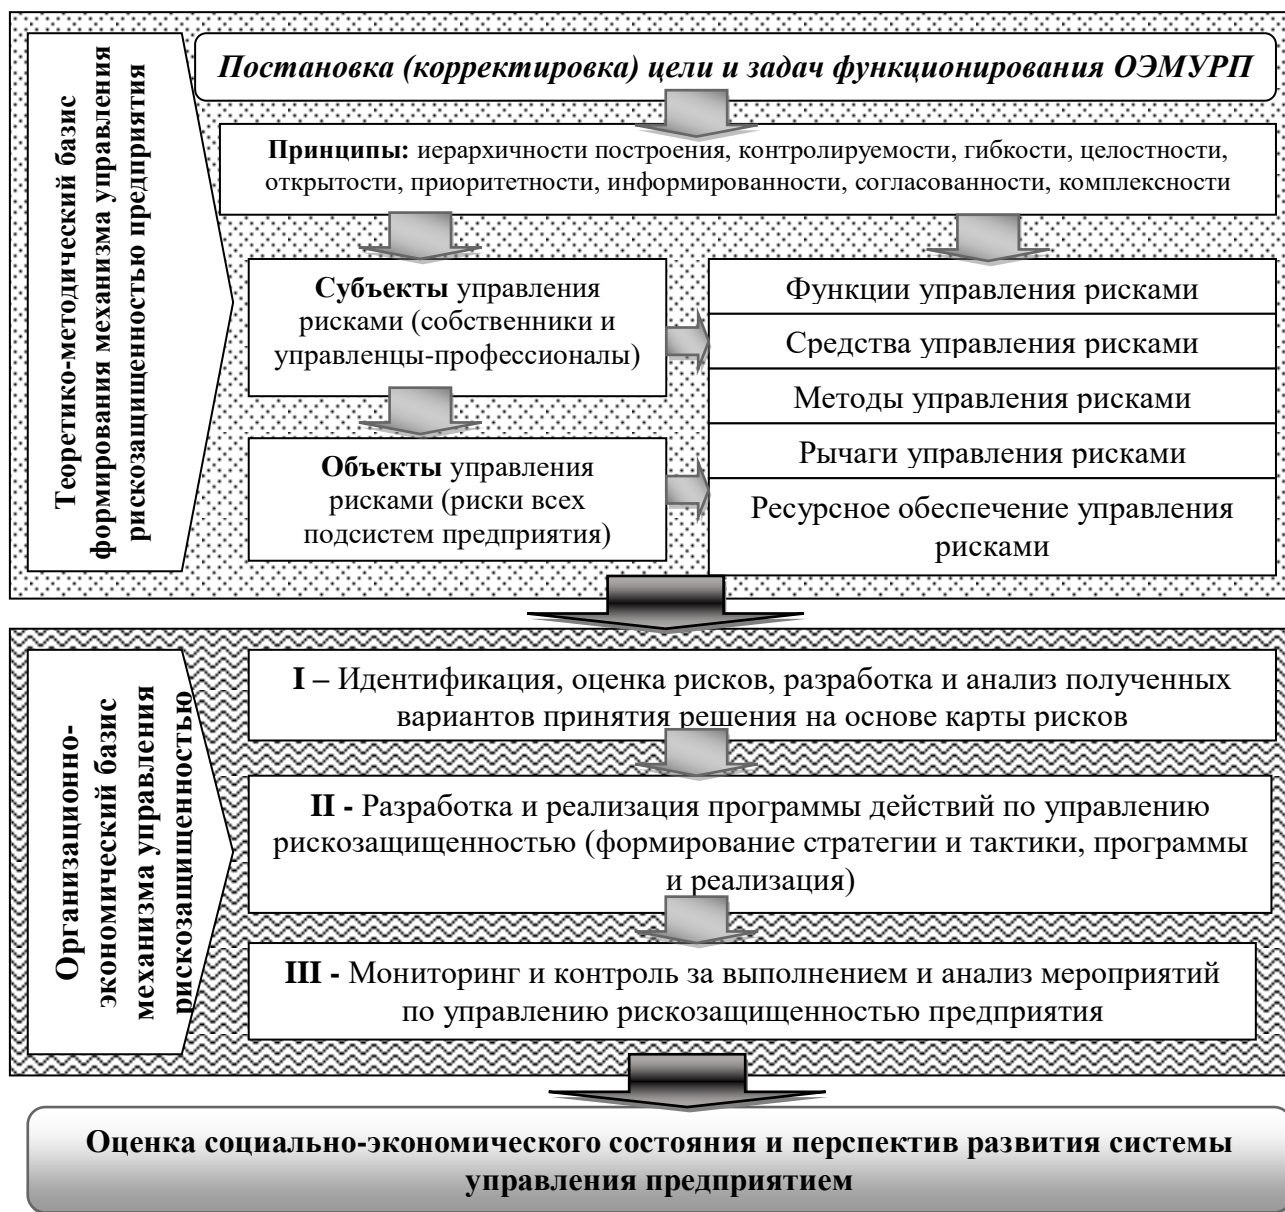 Теоретико-методический базис
формирования механизма управления
рискозащищенностью предприятия
Постановка (корректировка) цели и задач функционирования ОЭМУРП
Принципы: иерархичности построения, контролируемости, гибкости, целостности,
открытости, приоритетности, информированности, согласованности, комплексности
Субъекты управления
рисками (собственники и
управленцы-профессионалы)
Объекты управления
рисками (риски всех
подсистем предприятия)
Функции управления рисками
Средства управления рисками
Методы управления рисками
Рычаги управления рисками
Ресурсное обеспечение управления
рисками
Организационно-
экономический базис
механизма управления
рискозащищенностью
I – Идентификация, оценка рисков, разработка и анализ полученных
вариантов принятия решения на основе карты рисков
II - Разработка и реализация программы действий по управлению
рискозащищенностью (формирование стратегии и тактики, программы
и реализация)
III - Мониторинг и контроль за выполнением и анализ мероприятий
по управлению рискозащищенностью предприятия
Оценка социально-экономического состояния и перспектив развития системы
управления предприятием